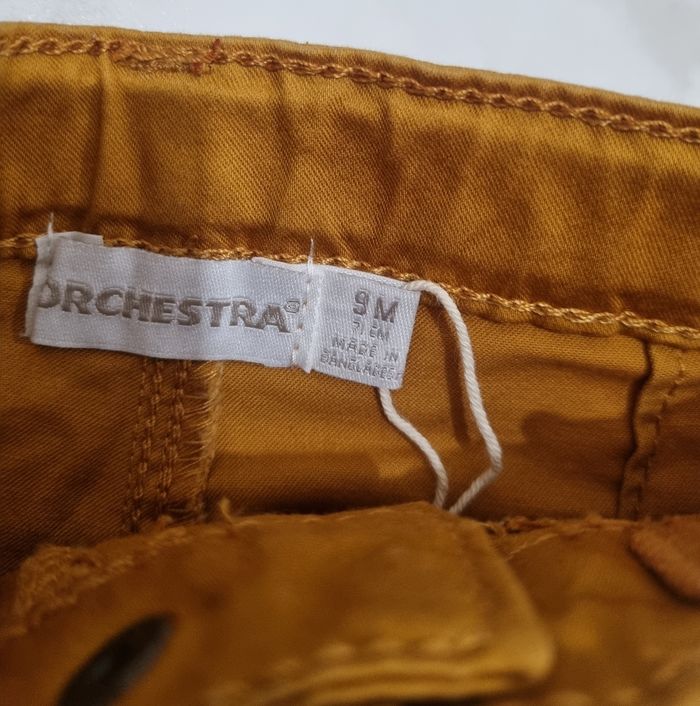 ORCHESTRA®
9M
71 CM
MADE IN
BANGLADESH